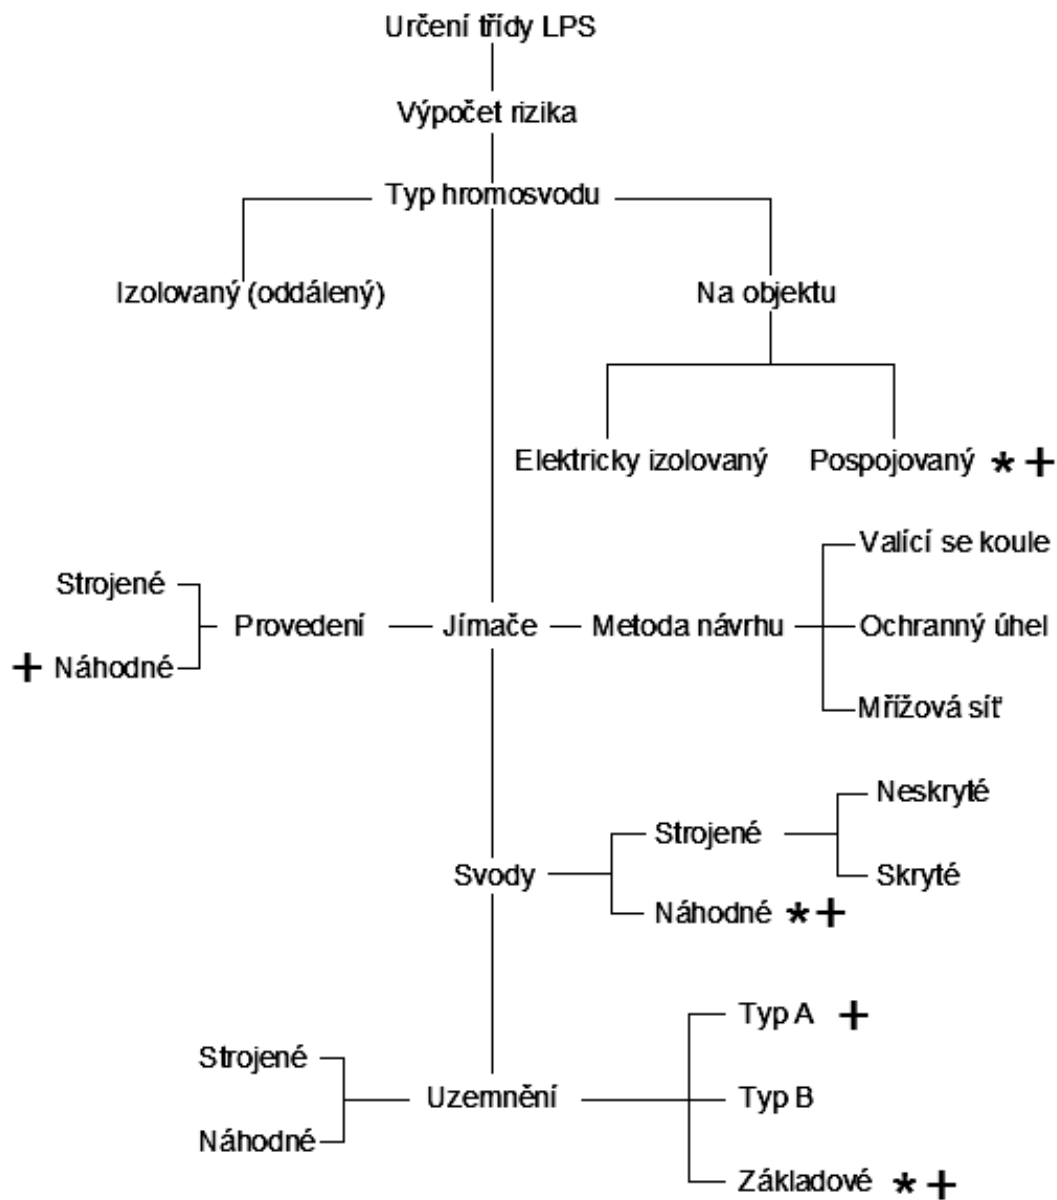 Určení třídy LPS
Výpočet rizika
Typ hromosvodu
Izolovaný (oddálený)
Na objektu
Elektricky izolovaný
Pospojovaný * +
Valící se koule
Strojené
Provedení
Jímače
Metoda návrhu
Ochranný úhel
+ Náhodné
Mřížová síť
Neskryté
Strojené
Svody
Skryté
Náhodné * +
Typ A +
Strojené
Uzemnění
Typ B
Náhodné
Základové * +